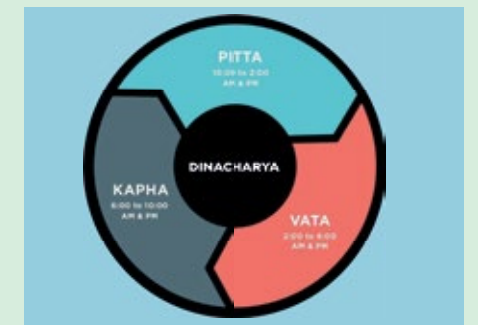 PITTA
10:00 to 2:00
AM & PM
DINACHARYA
KAPHA
6:00 to 10:00
AM & PM
VATA
2:00 to 6:00
AM & PM